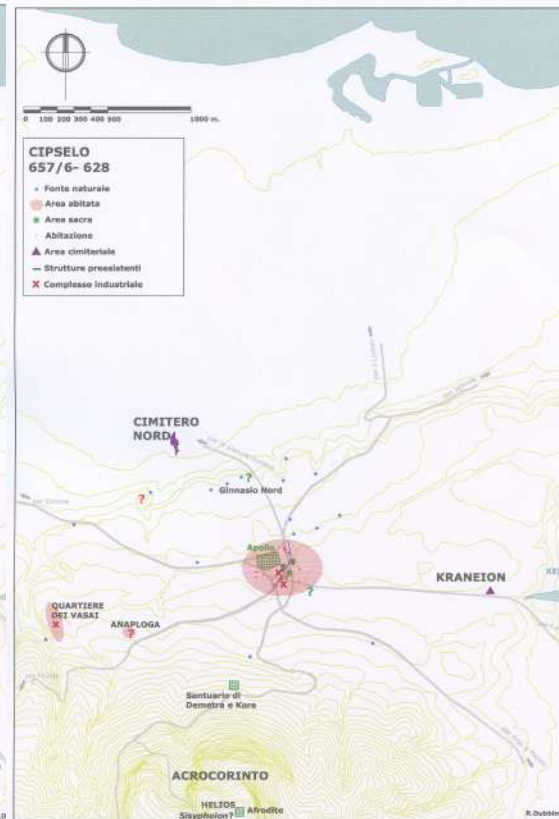 0 100 200 300 400 500 1000 m.
CIPSELO
657/6- 628
Fonte naturale
Area abitata
Area sacra
Abitazione
Area cimiteriale
Strutture preesistenti
X Complesso industriale
CIMITERO
NORD
?
Ginnasio Nord
?
per Sicione
Apollo
KRANEION
?
QUARTIERE
DEI VASAI
X
ANAPLOGA
?
Santuario di
Demetra e Kore
ACROCORINTO
HELIOS
Sisypheion?
Afrodite